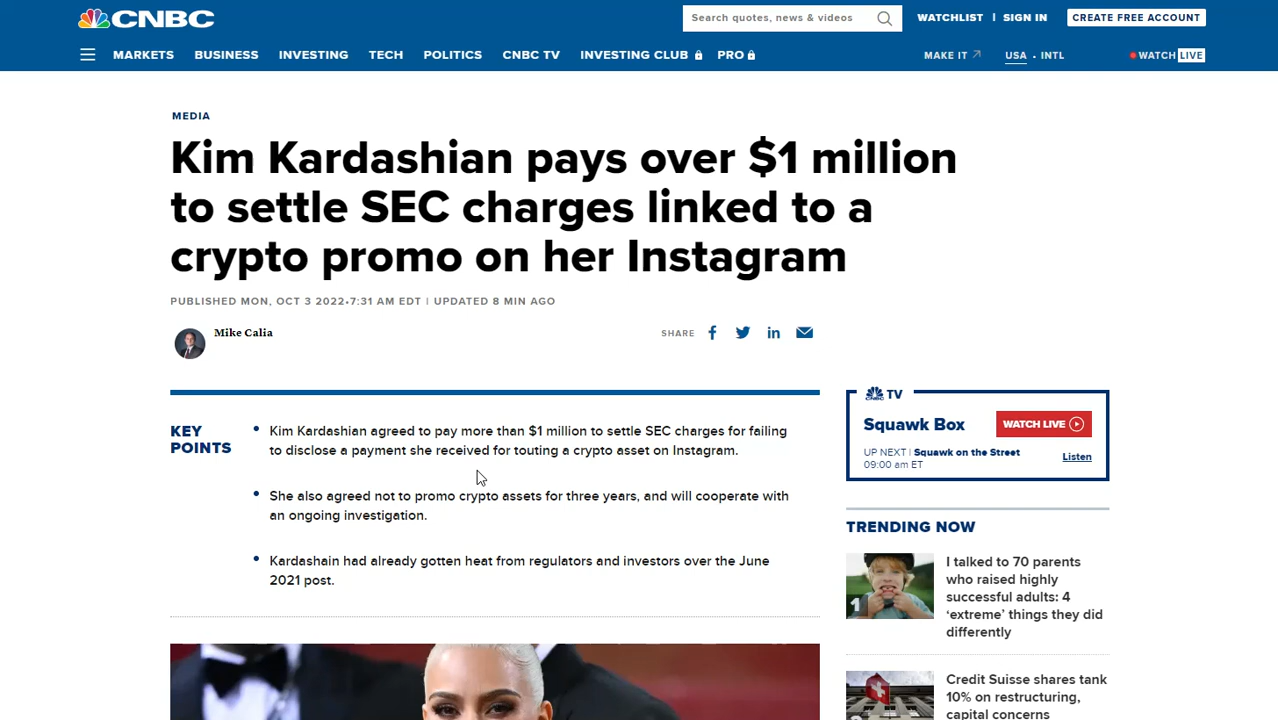 CNBC
Search quotes, news & videos
WATCHLIST | SIGN IN
CREATE FREE ACCOUNT
MARKETS BUSINESS INVESTING TECH POLITICS CNBC TV INVESTING CLUB PRO
MAKE IT USA • INTL WATCH LIVE
MEDIA
Kim Kardashian pays over $1 million
to settle SEC charges linked to a
crypto promo on her Instagram
PUBLISHED MON, OCT 3 2022•7:31 AM EDT | UPDATED 8 MIN AGO
Mike Calia
SHARE
KEY
POINTS
• Kim Kardashian agreed to pay more than $1 million to settle SEC charges for failing
to disclose a payment she received for touting a crypto asset on Instagram.
• She also agreed not to promo crypto assets for three years, and will cooperate with
an ongoing investigation.
• Kardashain had already gotten heat from regulators and investors over the June
2021 post.
CNBC TV
Squawk Box
WATCH LIVE
UP NEXT | Squawk on the Street
09:00 am ET
Listen
TRENDING NOW
1
I talked to 70 parents
who raised highly
successful adults: 4
‘extreme’ things they did
differently
Credit Suisse shares tank
10% on restructuring,
capital concerns